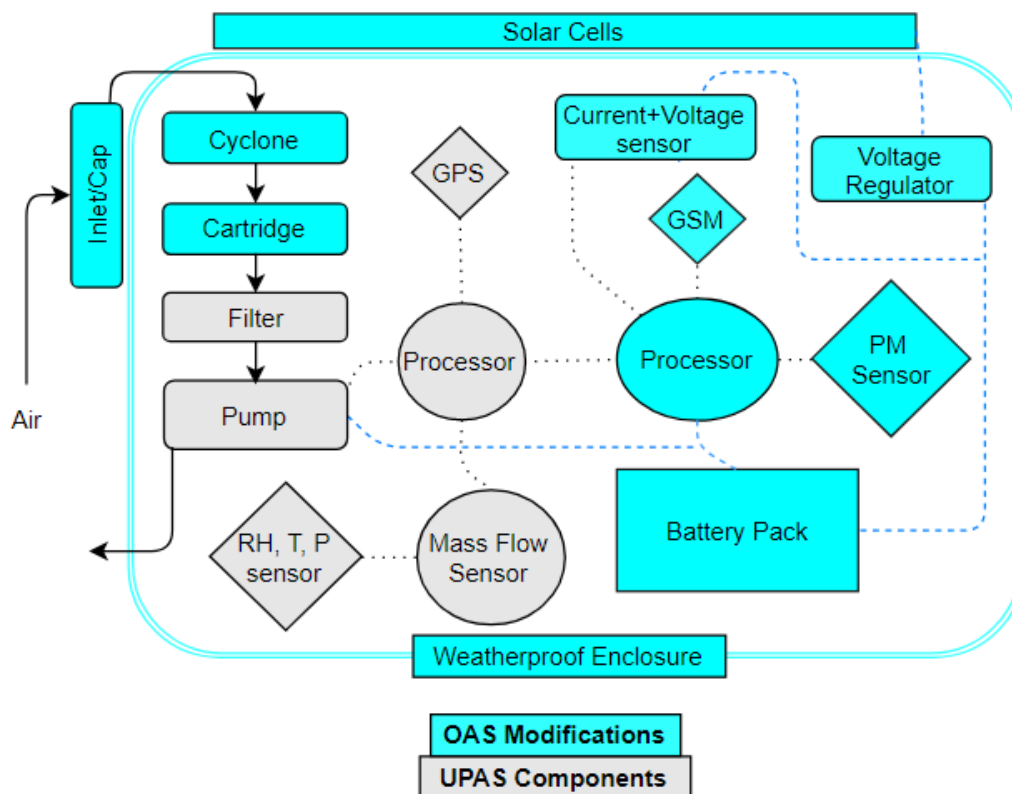 Solar Cells
Inlet/Cap
Cyclone
Current+Voltage
sensor
Voltage
Regulator
GPS
GSM
Cartridge
Filter
Processor
Processor
PM
Sensor
Air
Pump
RH, T, P
sensor
Mass Flow
Sensor
Battery Pack
Weatherproof Enclosure
OAS Modifications
UPAS Components